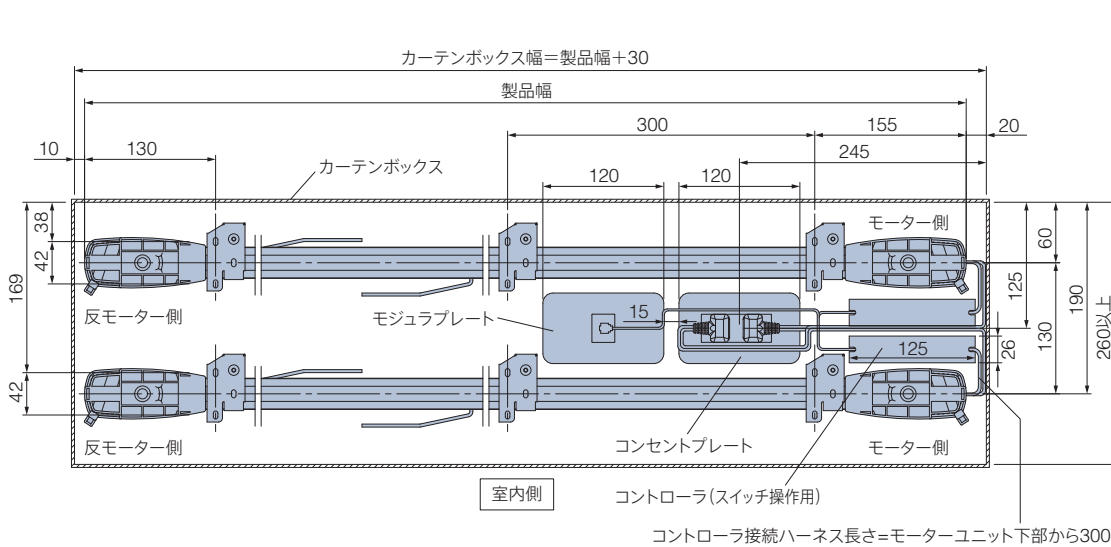 カーテンボックス幅＝製品幅＋30
製品幅
300
155
20
10
130
カーテンボックス
245
120
120
38
モーター側
60
42
169
125
190
260以上
反モーター側
モジュラプレート
15
130
26
125
42
反モーター側
コンセントプレート
モーター側
室内側
コントローラ（スイッチ操作用）
コントローラ接続ハーネス長さ=モーターユニット下部から300